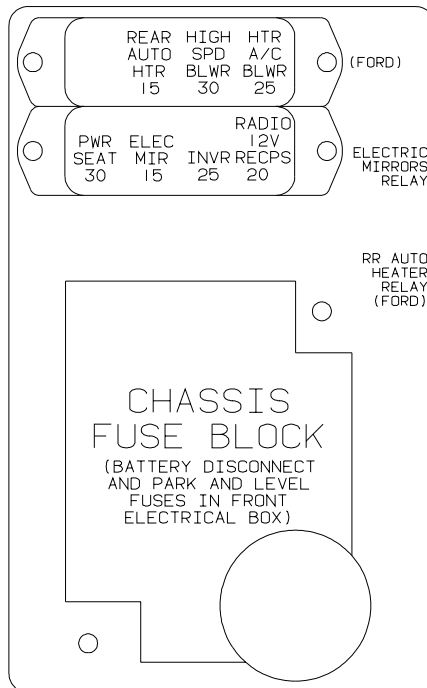 REAR HIGH HTR
AUTO SPD A/C
HTR BLWR BLWR
15 30 25
(FORD)
RADIO
PWR ELEC 12V
SEAT MIR INVR RECPS
30 15 25 20
ELECTRIC
MIRRORS
RELAY
RR AUTO
HEATER
RELAY
(FORD)
CHASSIS
FUSE BLOCK
(BATTERY DISCONNECT
AND PARK AND LEVEL
FUSES IN FRONT
ELECTRICAL BOX)